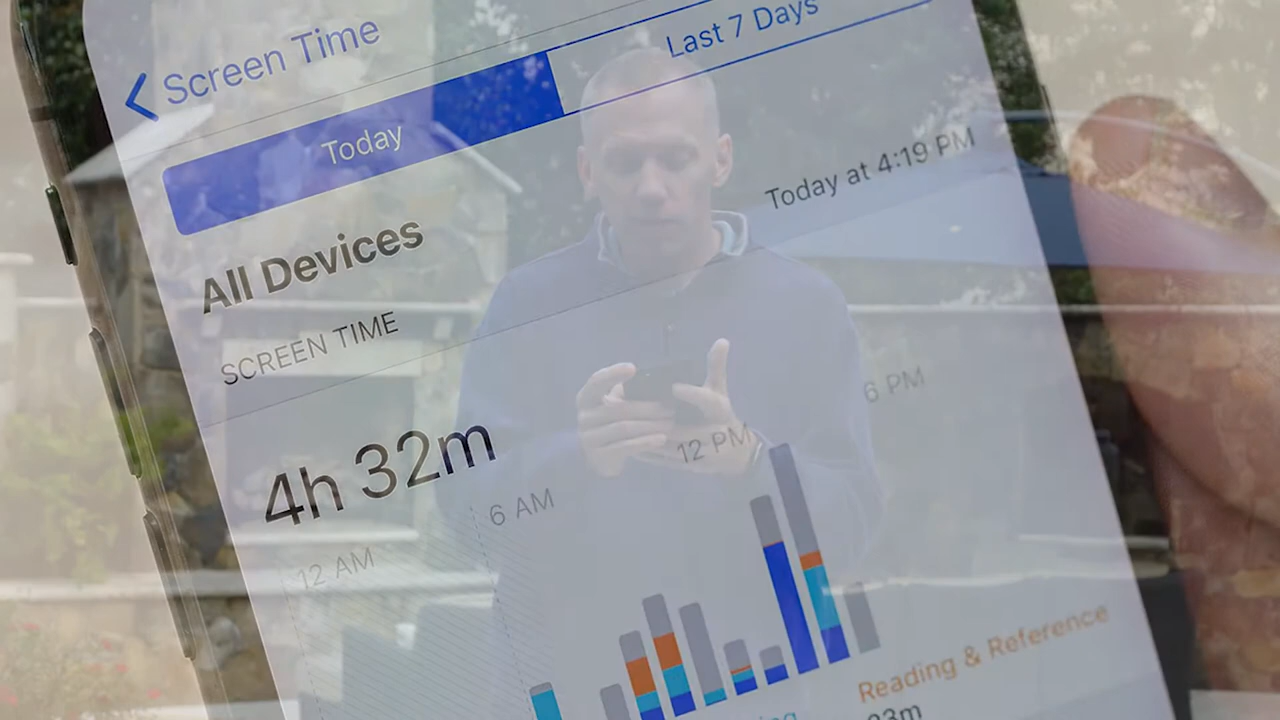 Screen Time
Today
Last 7 Days
All Devices
Today at 4:19 PM
SCREEN TIME
4h 32m
12 AM
6 AM
12 PM
6 PM
Reading & Reference